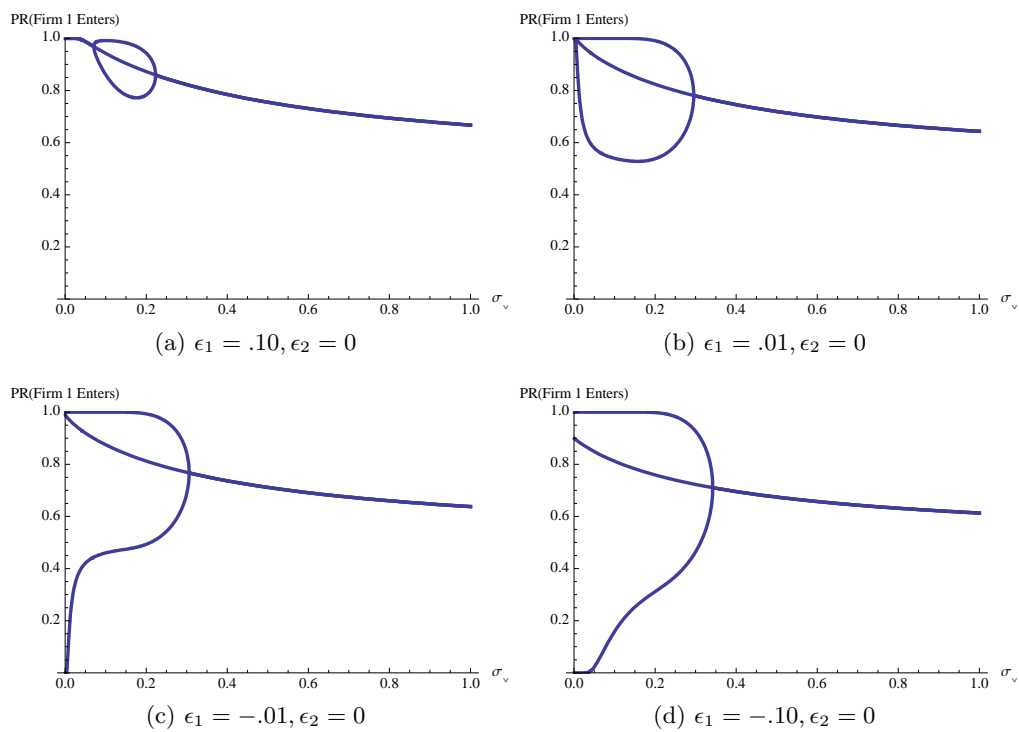 PR(Firm 1 Enters)
1.0
0.8
0.6
0.4
0.2
0.0 0.2 0.4 0.6 0.8 1.0 σᵥ
(a) ϵ₁ = .10, ϵ₂ = 0
PR(Firm 1 Enters)
1.0
0.8
0.6
0.4
0.2
0.0 0.2 0.4 0.6 0.8 1.0 σᵥ
(b) ϵ₁ = .01, ϵ₂ = 0
PR(Firm 1 Enters)
1.0
0.8
0.6
0.4
0.2
0.0 0.2 0.4 0.6 0.8 1.0 σᵥ
(c) ϵ₁ = −.01, ϵ₂ = 0
PR(Firm 1 Enters)
1.0
0.8
0.6
0.4
0.2
0.0 0.2 0.4 0.6 0.8 1.0 σᵥ
(d) ϵ₁ = −.10, ϵ₂ = 0